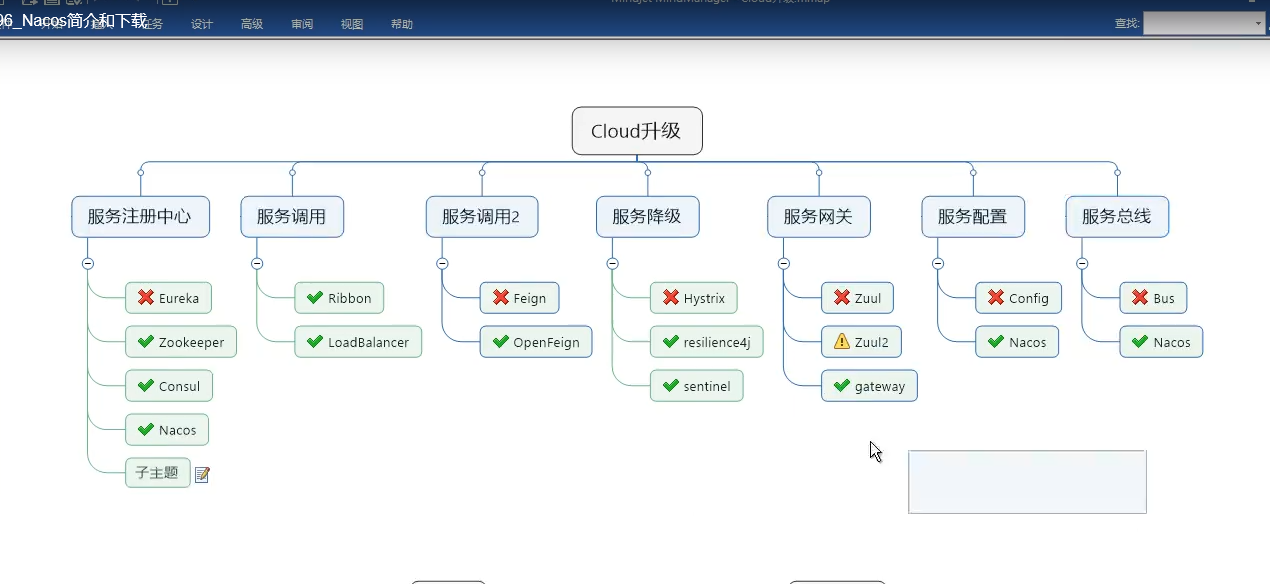 96_Nacos简介和下载
任务 设计 高级 审阅 视图 帮助 查找:
Cloud升级
服务注册中心 服务调用 服务调用2 服务降级 服务网关 服务配置 服务总线
Eureka Ribbon Feign Hystrix Zuul Config Bus
Zookeeper LoadBalancer OpenFeign resilience4j Zuul2 Nacos Nacos
Consul sentinel gateway
Nacos
子主题